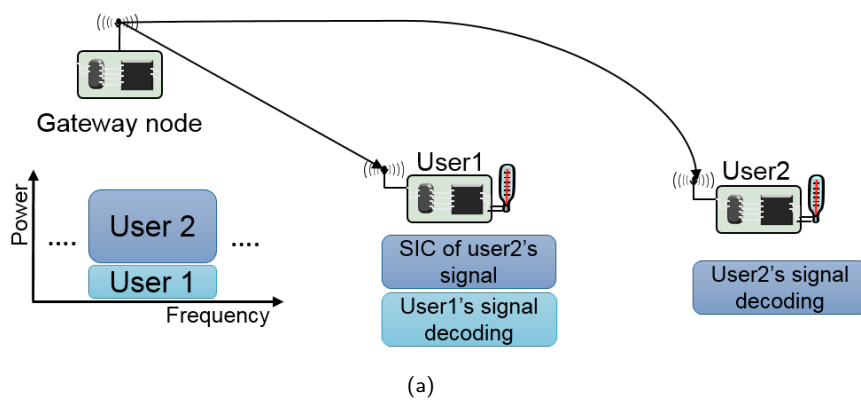 Gateway node
User1
User2
Power
User 2
....
....
User 1
Frequency
SIC of user2's
signal
User1's signal
decoding
User2's signal
decoding
(a)